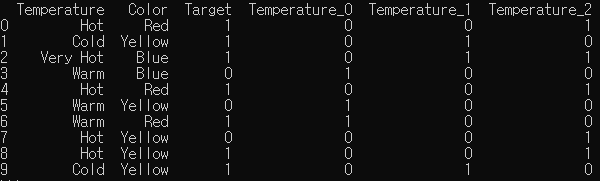 Temperature Color Target Temperature_0 Temperature_1 Temperature_2
0 Hot Red 1 0 0 1
1 Cold Yellow 1 0 1 0
2 Very Hot Blue 1 0 1 1
3 Warm Blue 0 1 0 0
4 Hot Red 1 0 0 1
5 Warm Yellow 0 1 0 0
6 Warm Red 1 1 0 0
7 Hot Yellow 0 0 0 1
8 Hot Yellow 1 0 0 1
9 Cold Yellow 1 0 1 0